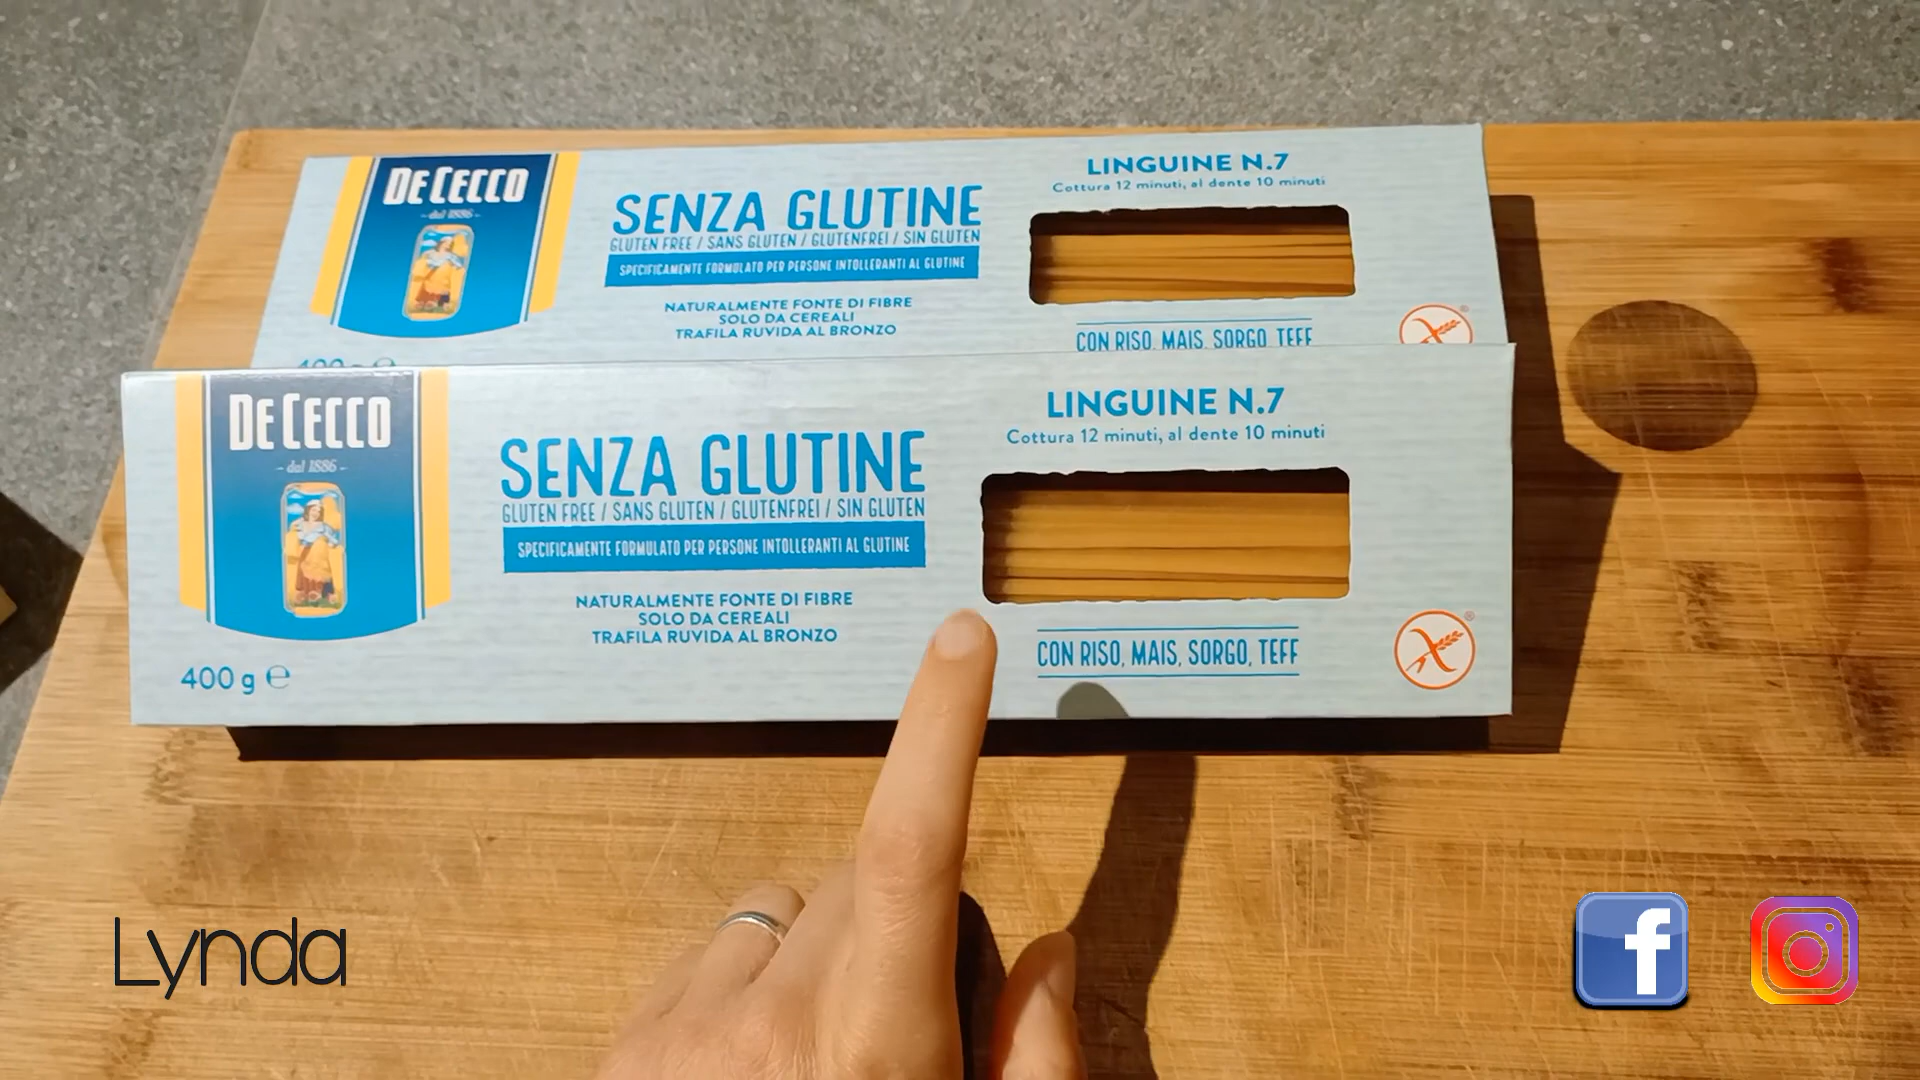 DE CECCO
dal 1886
SENZA GLUTINE
GLUTEN FREE / SANS GLUTEN / GLUTENFREI / SIN GLUTEN
SPECIFICAMENTE FORMULATO PER PERSONE INTOLLERANTI AL GLUTINE
NATURALMENTE FONTE DI FIBRE
SOLO DA CEREALI
TRAFILA RUVIDA AL BRONZO
400 g ℮
LINGUINE N.7
Cottura 12 minuti, al dente 10 minuti
CON RISO, MAIS, SORGO, TEFF
DE CECCO
dal 1886
SENZA GLUTINE
GLUTEN FREE / SANS GLUTEN / GLUTENFREI / SIN GLUTEN
SPECIFICAMENTE FORMULATO PER PERSONE INTOLLERANTI AL GLUTINE
NATURALMENTE FONTE DI FIBRE
SOLO DA CEREALI
TRAFILA RUVIDA AL BRONZO
400 g ℮
LINGUINE N.7
Cottura 12 minuti, al dente 10 minuti
CON RISO, MAIS, SORGO, TEFF
Lynda
f